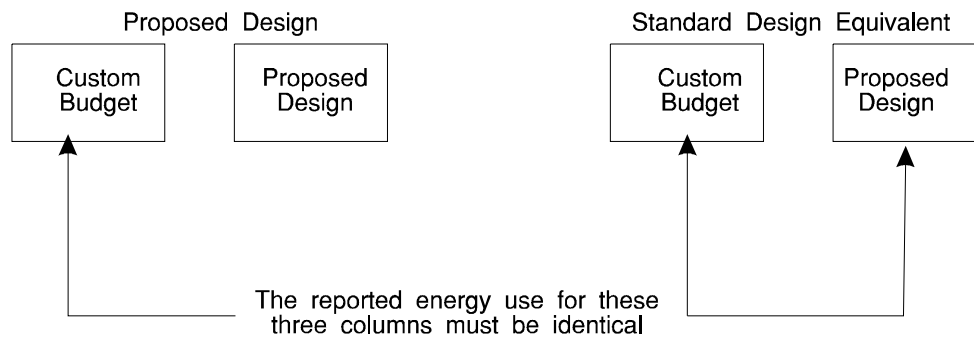 Proposed Design
Standard Design Equivalent
Custom
Budget
Proposed
Design
Custom
Budget
Proposed
Design
The reported energy use for these
three columns must be identical